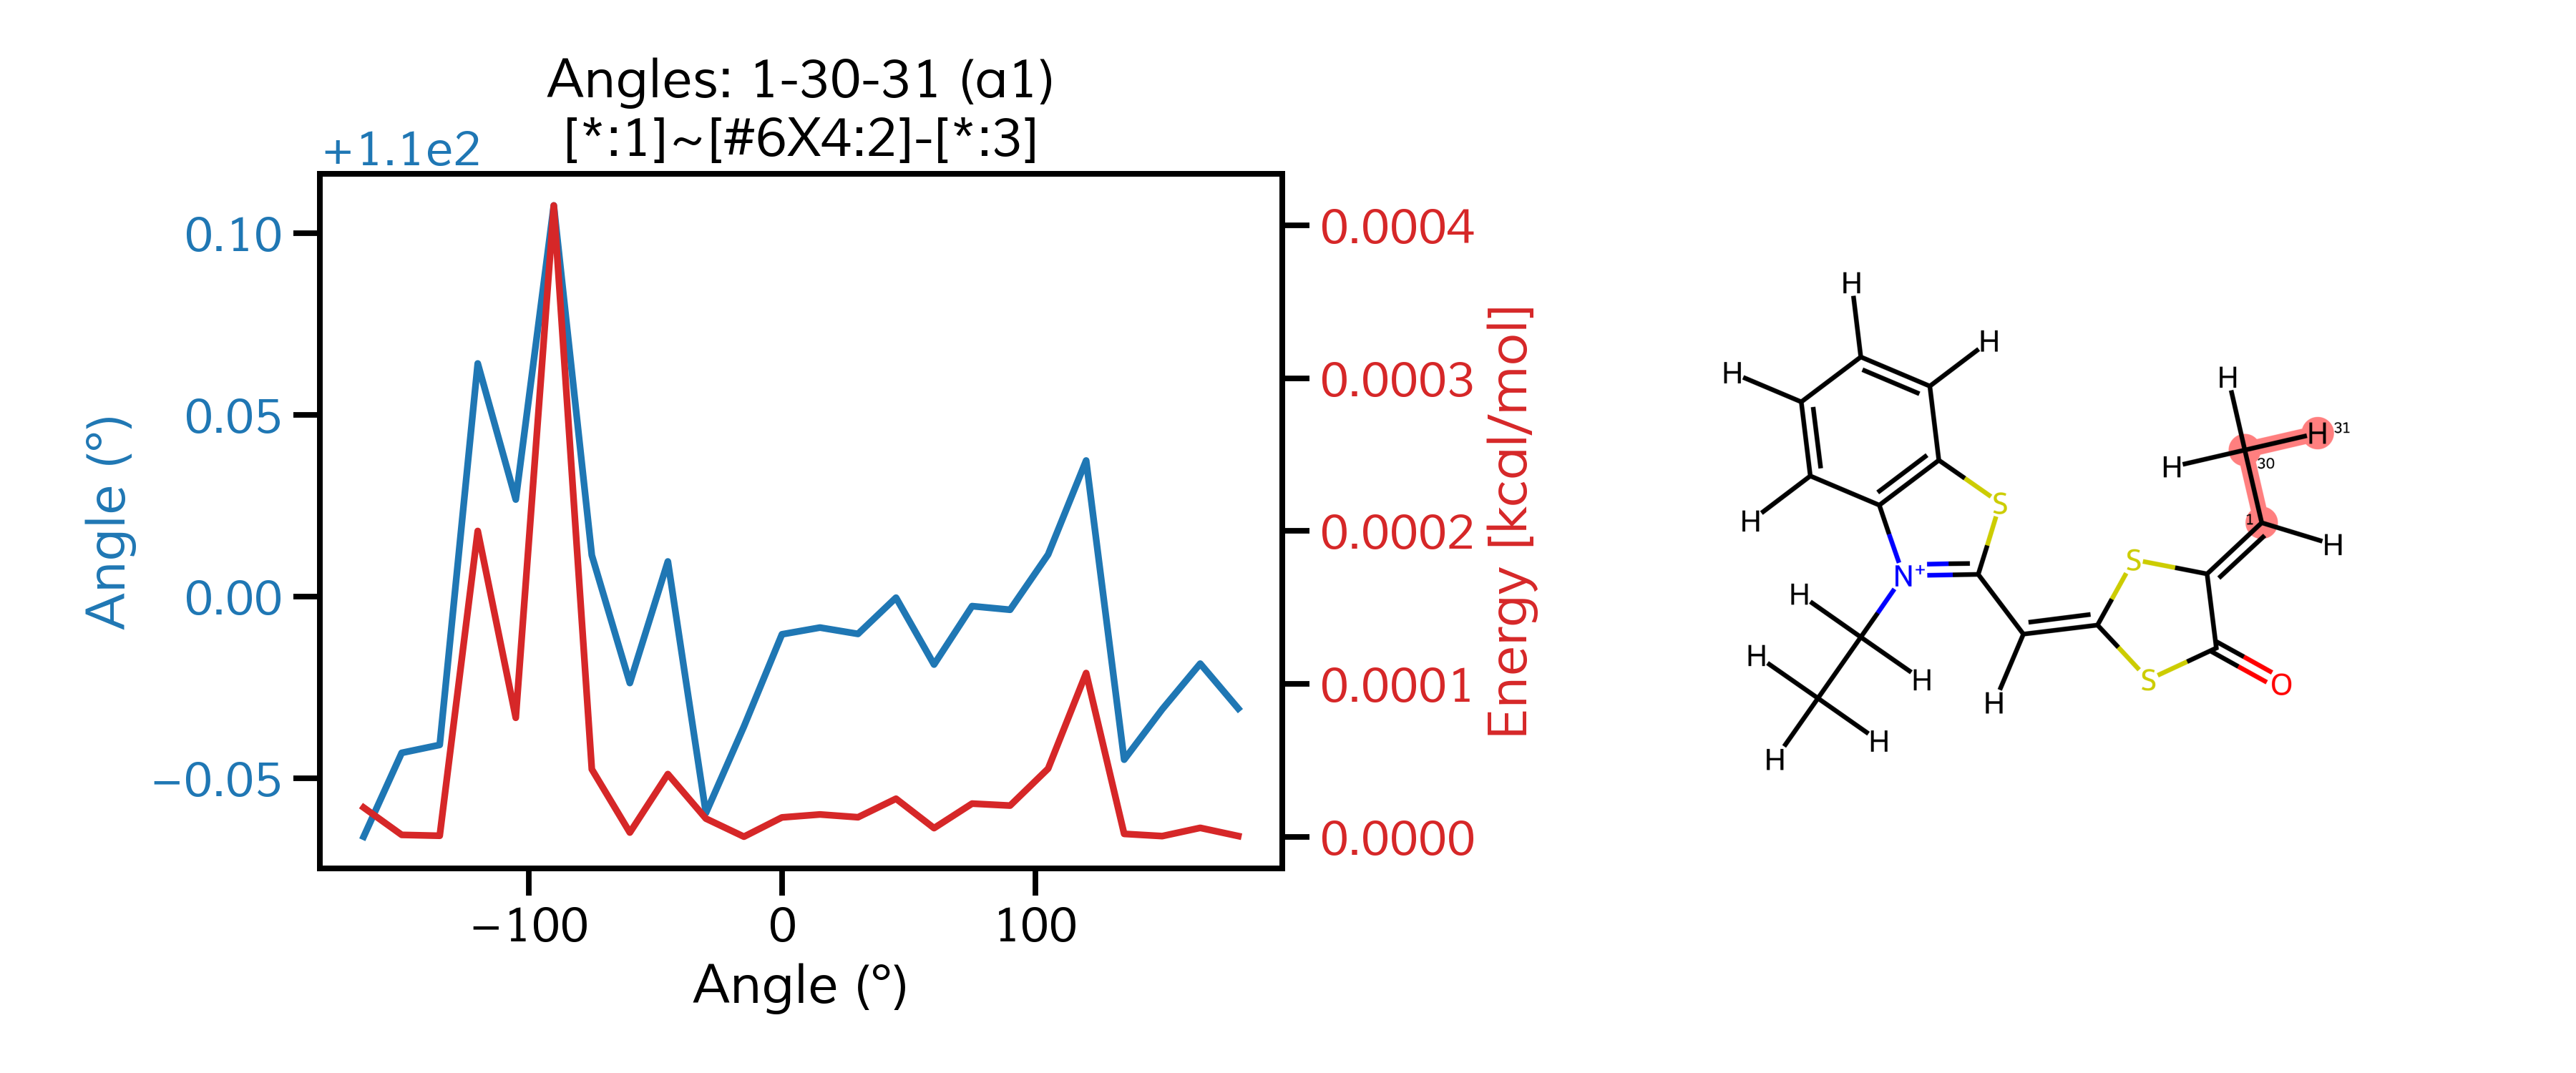 Angles: 1-30-31 (a1)
[*:1]~[#6X4:2]-[*:3]
+1.1e2
0.10
0.05
0.00
−0.05
Angle (°)
−100
0
100
Angle (°)
0.0004
0.0003
0.0002
0.0001
0.0000
Energy [kcal/mol]
H
H
H
H
H
H 31
H
30
S
1
H
S
N+
H
H
H
S
O
H
H
H